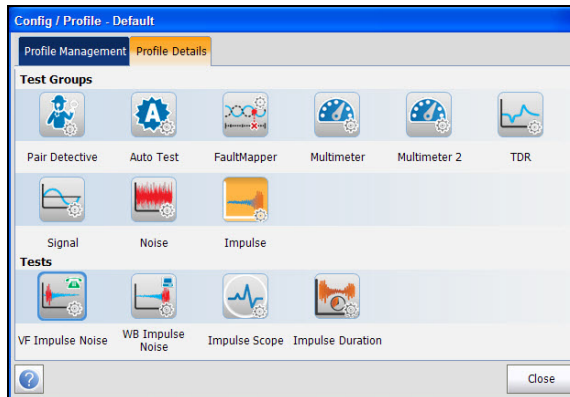 Config / Profile - Default
Profile Management Profile Details
Test Groups
Pair Detective Auto Test FaultMapper Multimeter Multimeter 2 TDR
Signal Noise Impulse
Tests
VF Impulse Noise WB Impulse Noise Impulse Scope Impulse Duration
? Close